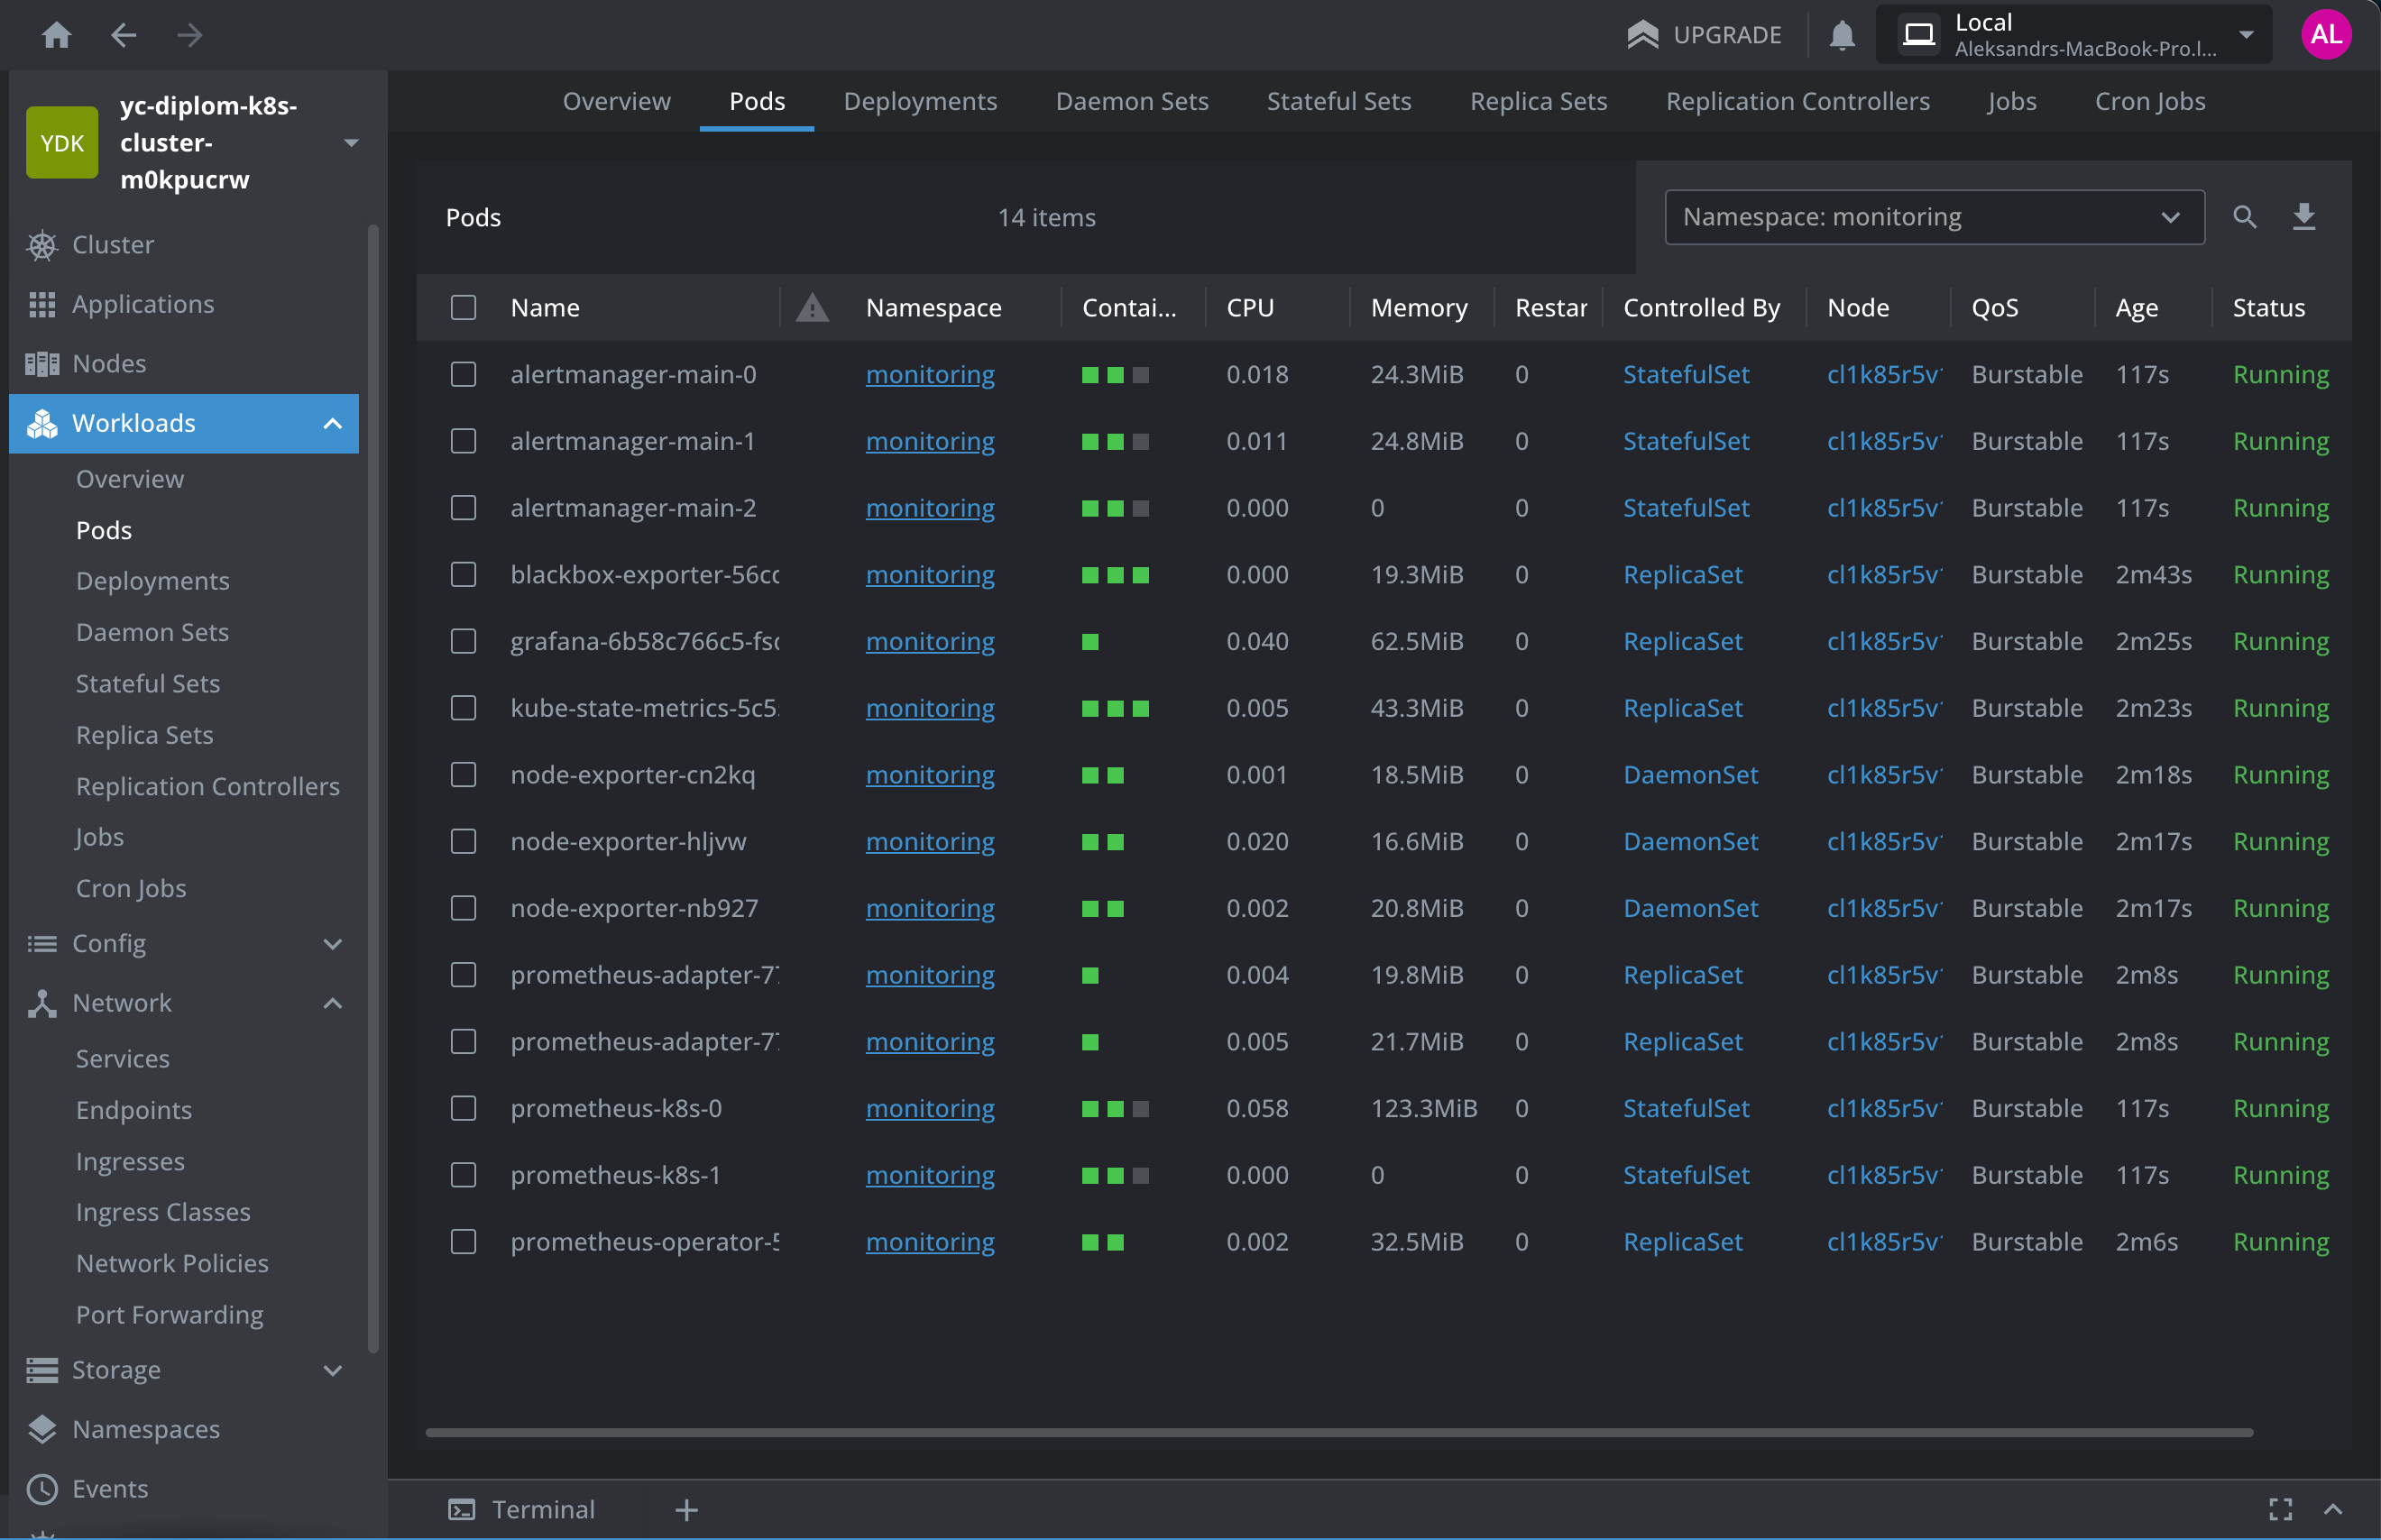 UPGRADE
Local
Aleksandrs-MacBook-Pro.l...
AL
YDK
yc-diplom-k8s-
cluster-
m0kpucrw
Cluster
Applications
Nodes
Workloads
Overview
Pods
Deployments
Daemon Sets
Stateful Sets
Replica Sets
Replication Controllers
Jobs
Cron Jobs
Config
Network
Services
Endpoints
Ingresses
Ingress Classes
Network Policies
Port Forwarding
Storage
Namespaces
Events
Overview Pods Deployments Daemon Sets Stateful Sets Replica Sets Replication Controllers Jobs Cron Jobs
Pods 14 items Namespace: monitoring
Name Namespace Contai... CPU Memory Restar Controlled By Node QoS Age Status
alertmanager-main-0 monitoring 0.018 24.3MiB 0 StatefulSet cl1k85r5v Burstable 117s Running
alertmanager-main-1 monitoring 0.011 24.8MiB 0 StatefulSet cl1k85r5v Burstable 117s Running
alertmanager-main-2 monitoring 0.000 0 0 StatefulSet cl1k85r5v Burstable 117s Running
blackbox-exporter-56cc monitoring 0.000 19.3MiB 0 ReplicaSet cl1k85r5v Burstable 2m43s Running
grafana-6b58c766c5-fsc monitoring 0.040 62.5MiB 0 ReplicaSet cl1k85r5v Burstable 2m25s Running
kube-state-metrics-5c5 monitoring 0.005 43.3MiB 0 ReplicaSet cl1k85r5v Burstable 2m23s Running
node-exporter-cn2kq monitoring 0.001 18.5MiB 0 DaemonSet cl1k85r5v Burstable 2m18s Running
node-exporter-hljvw monitoring 0.020 16.6MiB 0 DaemonSet cl1k85r5v Burstable 2m17s Running
node-exporter-nb927 monitoring 0.002 20.8MiB 0 DaemonSet cl1k85r5v Burstable 2m17s Running
prometheus-adapter-77 monitoring 0.004 19.8MiB 0 ReplicaSet cl1k85r5v Burstable 2m8s Running
prometheus-adapter-77 monitoring 0.005 21.7MiB 0 ReplicaSet cl1k85r5v Burstable 2m8s Running
prometheus-k8s-0 monitoring 0.058 123.3MiB 0 StatefulSet cl1k85r5v Burstable 117s Running
prometheus-k8s-1 monitoring 0.000 0 0 StatefulSet cl1k85r5v Burstable 117s Running
prometheus-operator-5 monitoring 0.002 32.5MiB 0 ReplicaSet cl1k85r5v Burstable 2m6s Running
Terminal +